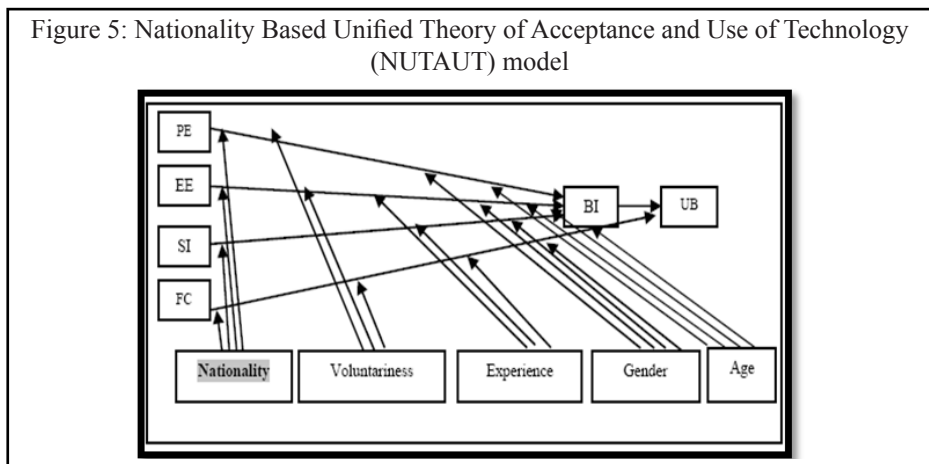 Figure 5: Nationality Based Unified Theory of Acceptance and Use of Technology
(NUTAUT) model
PE
EE
BI
UB
SI
FC
Nationality
Voluntariness
Experience
Gender
Age